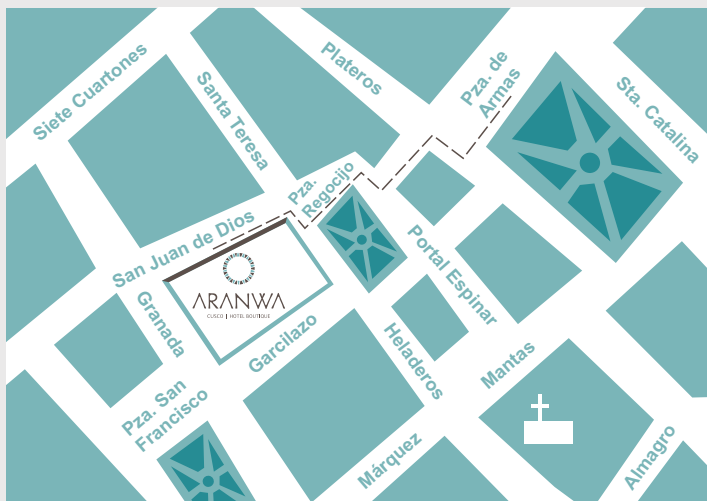 Siete Cuartones
Santa Teresa
Plateros
Pza. de
Armas
Sta. Catalina
Pza.
Regocijo
San Juan de Dios
ARANWA
CUSCO | HOTEL BOUTIQUE
Granada
Garcilazo
Portal Espinar
Heladeros
Mantas
Pza. San
Francisco
Márquez
Almagro